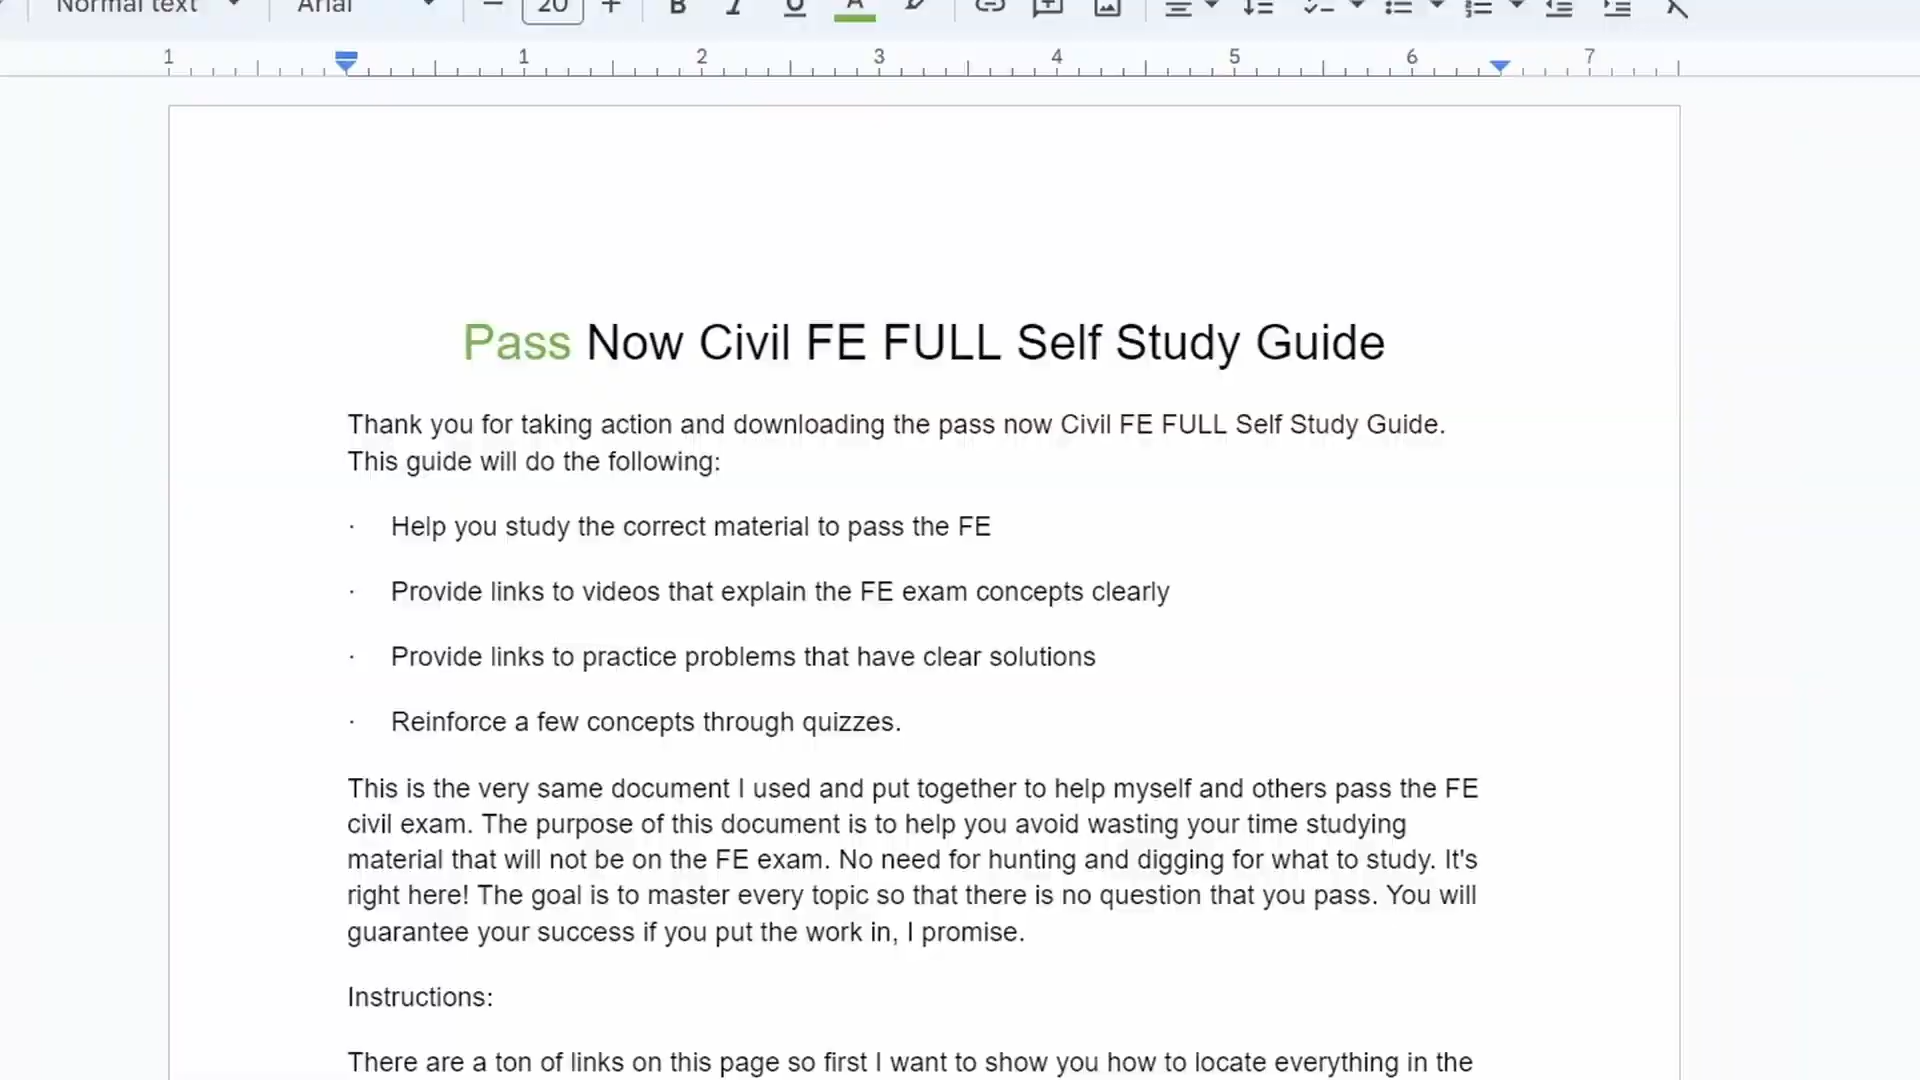 Normal text Arial 20 B I U A
1 1 2 3 4 5 6 7
Pass Now Civil FE FULL Self Study Guide
Thank you for taking action and downloading the pass now Civil FE FULL Self Study Guide.
This guide will do the following:
· Help you study the correct material to pass the FE
· Provide links to videos that explain the FE exam concepts clearly
· Provide links to practice problems that have clear solutions
· Reinforce a few concepts through quizzes.
This is the very same document I used and put together to help myself and others pass the FE
civil exam. The purpose of this document is to help you avoid wasting your time studying
material that will not be on the FE exam. No need for hunting and digging for what to study. It's
right here! The goal is to master every topic so that there is no question that you pass. You will
guarantee your success if you put the work in, I promise.
Instructions:
There are a ton of links on this page so first I want to show you how to locate everything in the